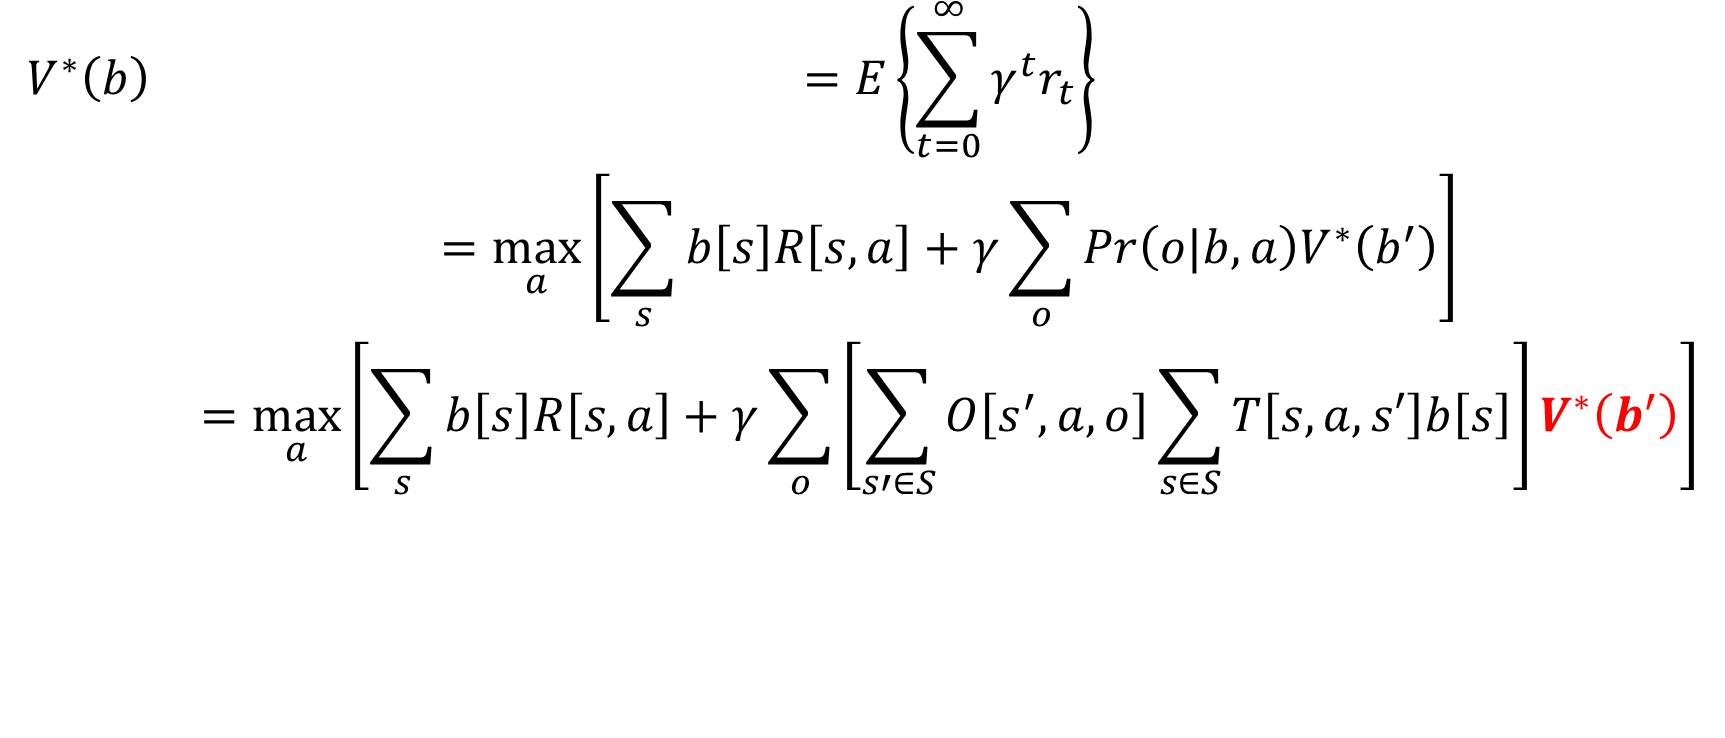 V*(b) = E{∑_{t=0}^{∞} γ^t r_t}
= max_a [∑_s b[s]R[s, a] + γ ∑_o Pr(o|b, a)V*(b′)]
= max_a [∑_s b[s]R[s, a] + γ ∑_o [∑_{s′∈S} O[s′, a, o] ∑_{s∈S} T[s, a, s′]b[s]] V*(b′)]